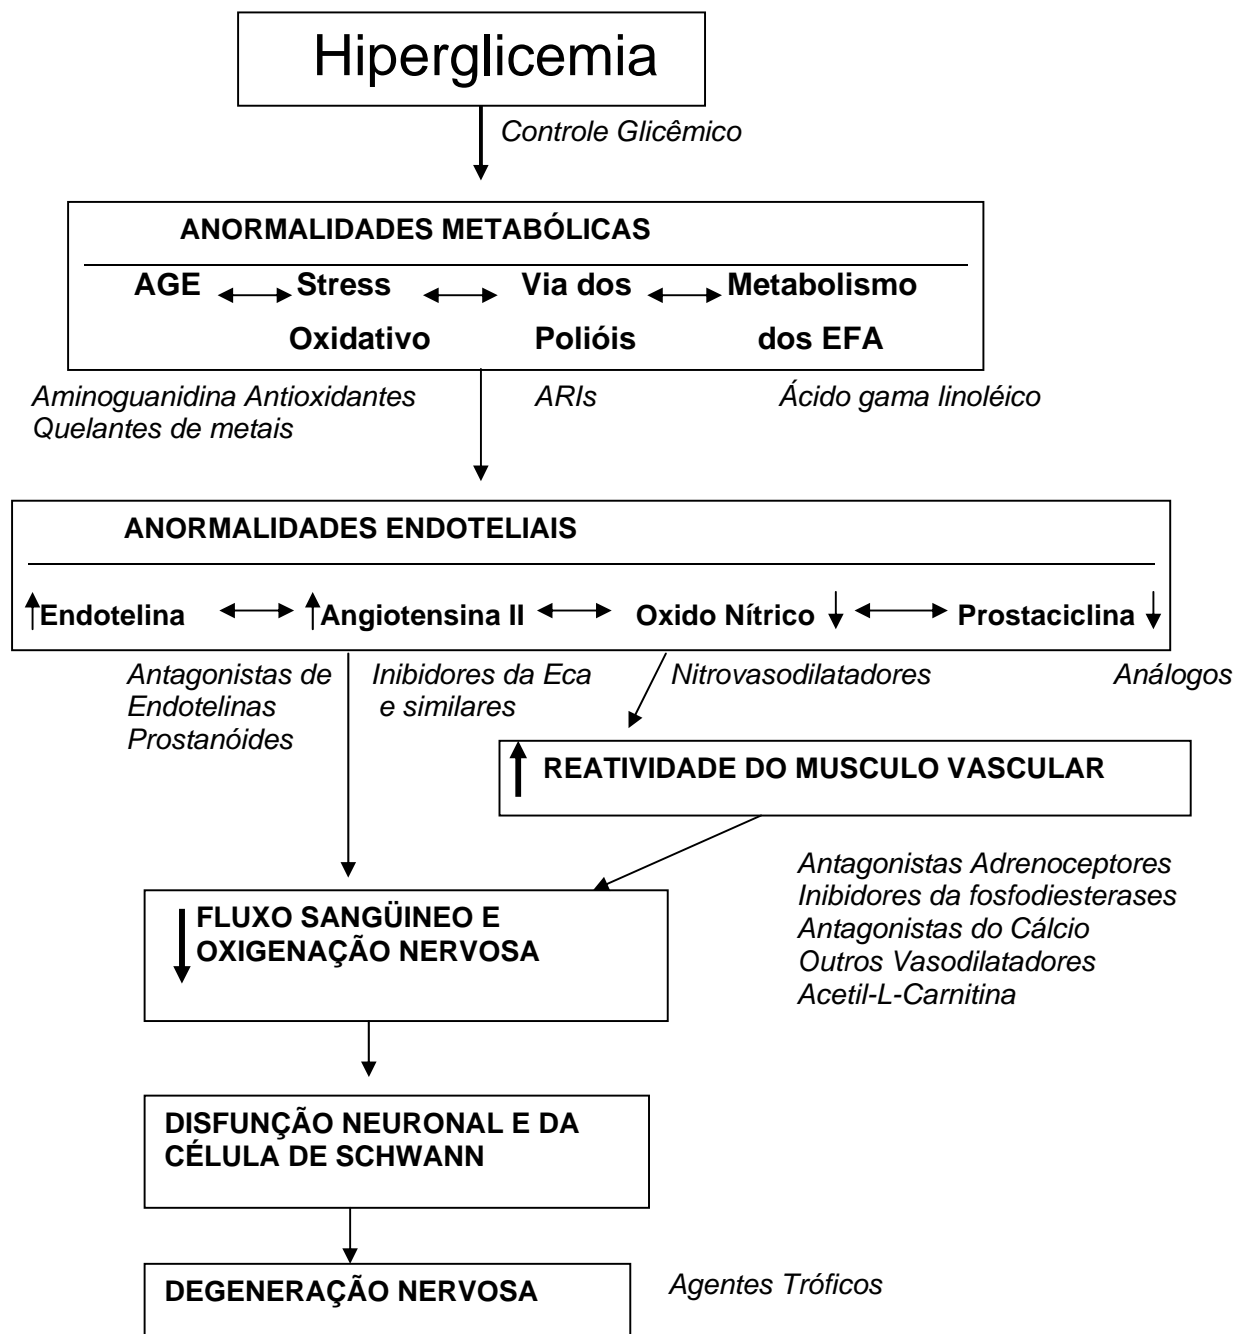 Hiperglicemia
Controle Glicêmico
ANORMALIDADES METABÓLICAS
AGE Stress Via dos Metabolismo
Oxidativo Polióis dos EFA
Aminoguanidina Antioxidantes ARIs Ácido gama linoléico
Quelantes de metais
ANORMALIDADES ENDOTELIAIS
Endotelina Angiotensina II Oxido Nítrico Prostaciclina
Antagonistas de Inibidores da Eca Nitrovasodilatadores Análogos
Endotelinas e similares
Prostanóides
REATIVIDADE DO MUSCULO VASCULAR
Antagonistas Adrenoceptores
Inibidores da fosfodiesterases
Antagonistas do Cálcio
Outros Vasodilatadores
Acetil-L-Carnitina
FLUXO SANGÜINEO E
OXIGENAÇÃO NERVOSA
DISFUNÇÃO NEURONAL E DA
CÉLULA DE SCHWANN
DEGENERAÇÃO NERVOSA
Agentes Tróficos